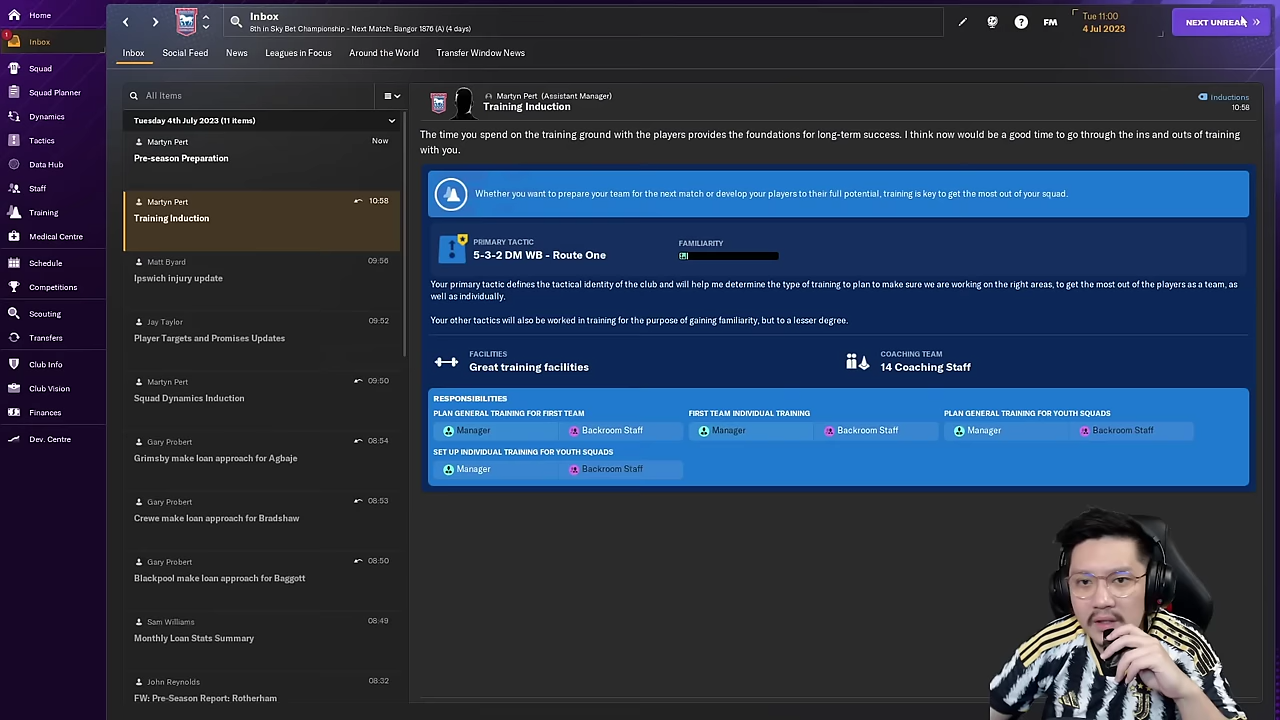 Home
1
Inbox
Squad
Squad Planner
Dynamics
Tactics
Data Hub
Staff
Training
Medical Centre
Schedule
Competitions
Scouting
Transfers
Club Info
Club Vision
Finances
Dev. Centre
Inbox
8th in Sky Bet Championship - Next Match: Bangor 1876 (A) (4 days)
FM
Tue 11:00
4 Jul 2023
NEXT UNREAD
Inbox Social Feed News Leagues in Focus Around the World Transfer Window News
All Items
Tuesday 4th July 2023 (11 items)
Martyn Pert Now
Pre-season Preparation
Martyn Pert 10:58
Training Induction
Matt Byard 09:56
Ipswich injury update
Jay Taylor 09:52
Player Targets and Promises Updates
Martyn Pert 09:50
Squad Dynamics Induction
Gary Probert 08:54
Grimsby make loan approach for Agbaje
Gary Probert 08:53
Crewe make loan approach for Bradshaw
Gary Probert 08:50
Blackpool make loan approach for Baggott
Sam Williams 08:49
Monthly Loan Stats Summary
John Reynolds 08:32
FW: Pre-Season Report: Rotherham
Martyn Pert (Assistant Manager)
Training Induction
Inductions
10:58
The time you spend on the training ground with the players provides the foundations for long-term success. I think now would be a good time to go through the ins and outs of training
with you.
Whether you want to prepare your team for the next match or develop your players to their full potential, training is key to get the most out of your squad.
PRIMARY TACTIC
5-3-2 DM WB - Route One
FAMILIARITY
Your primary tactic defines the tactical identity of the club and will help me determine the type of training to plan to make sure we are working on the right areas, to get the most out of the players as a team, as
well as individually.
Your other tactics will also be worked in training for the purpose of gaining familiarity, but to a lesser degree.
FACILITIES
Great training facilities
COACHING TEAM
14 Coaching Staff
RESPONSIBILITIES
PLAN GENERAL TRAINING FOR FIRST TEAM
Manager Backroom Staff
FIRST TEAM INDIVIDUAL TRAINING
Manager Backroom Staff
PLAN GENERAL TRAINING FOR YOUTH SQUADS
Manager Backroom Staff
SET UP INDIVIDUAL TRAINING FOR YOUTH SQUADS
Manager Backroom Staff